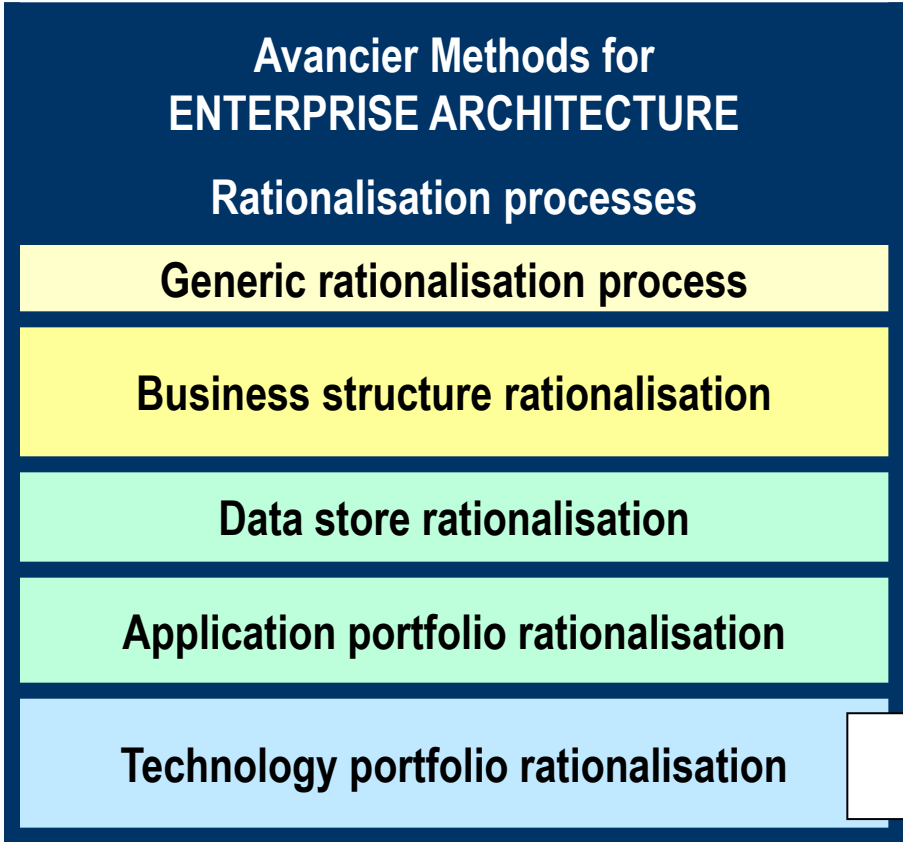 Avancier Methods for
ENTERPRISE ARCHITECTURE
Rationalisation processes
Generic rationalisation process
Business structure rationalisation
Data store rationalisation
Application portfolio rationalisation
Technology portfolio rationalisation